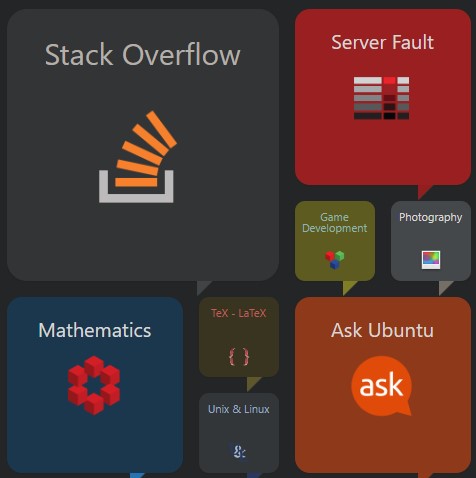 Stack Overflow
Server Fault
Game
Development
Photography
Mathematics
TeX - LaTeX
{ }
Unix & Linux
Ask Ubuntu
ask